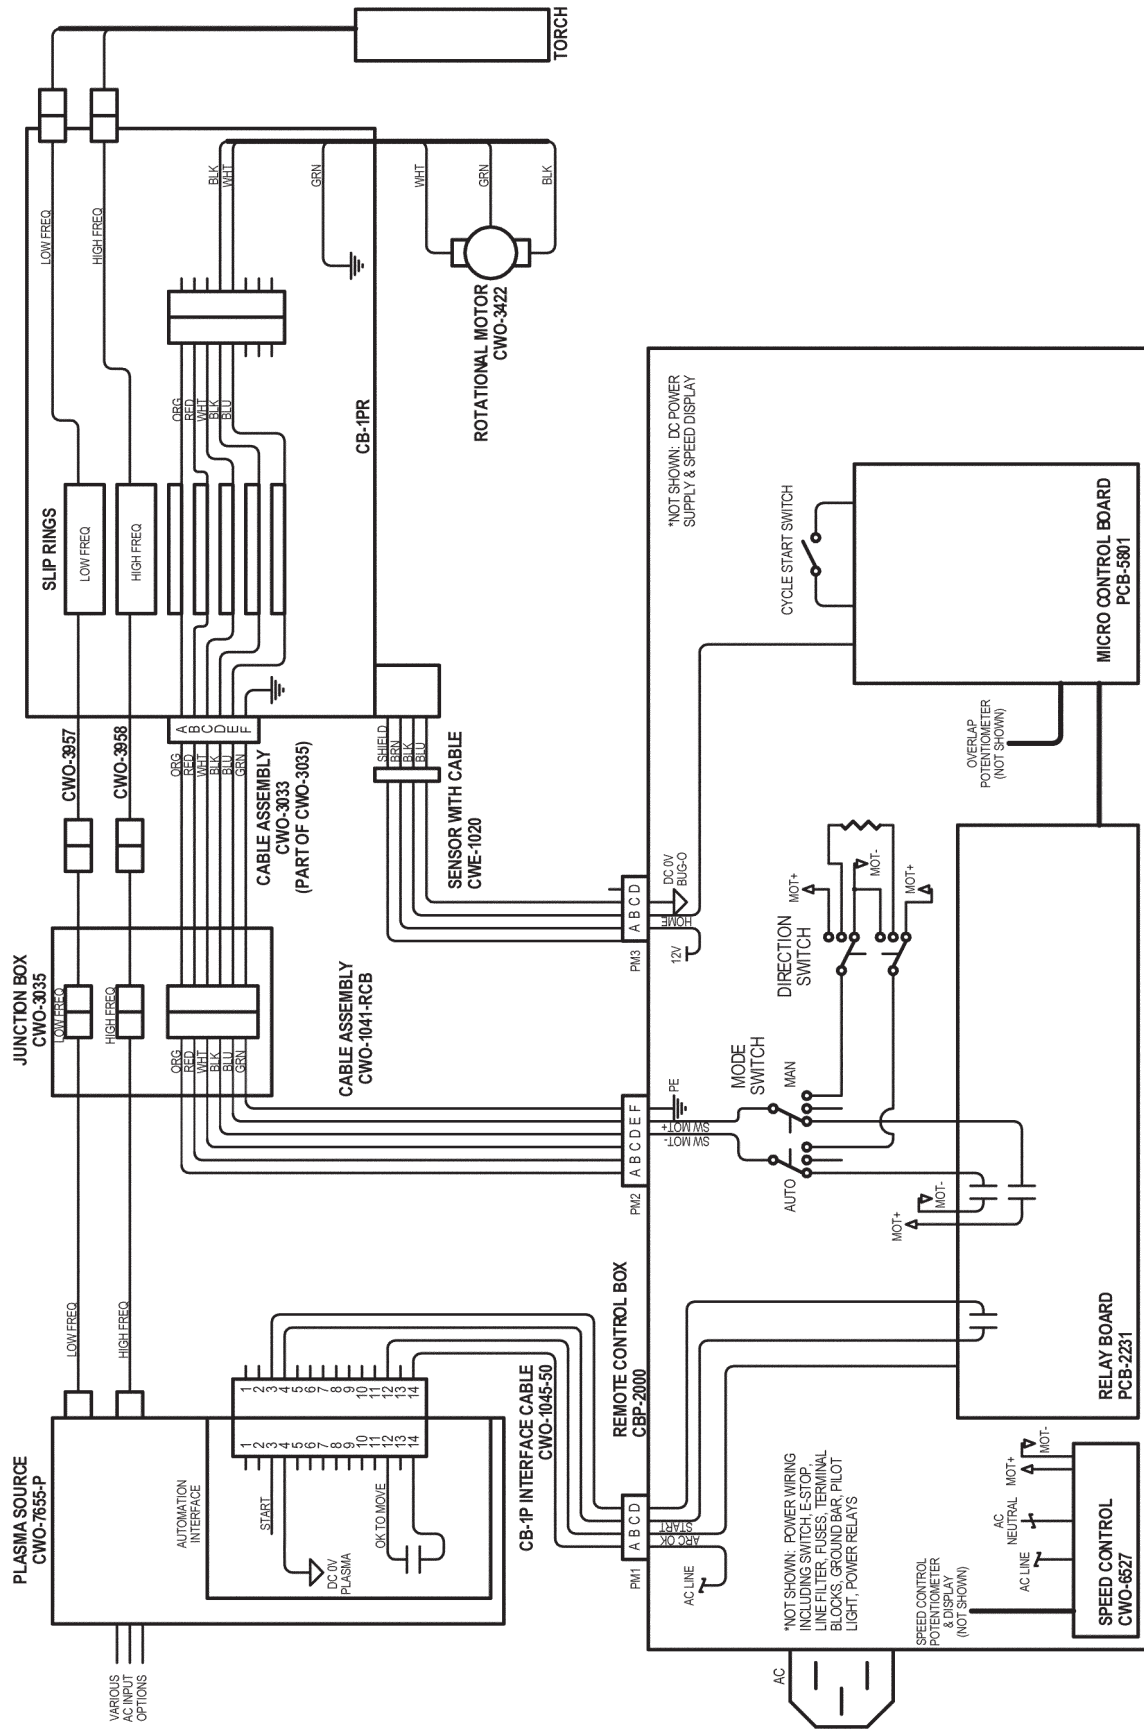 PLASMA SOURCE
CWO-7655-P
VARIOUS
AC INPUT
OPTIONS
LOW FREQ
HIGH FREQ
AUTOMATION
INTERFACE
START
DC 0V
PLASMA
OK TO MOVE
1
2
3
4
5
6
7
8
9
10
11
12
13
14
1
2
3
4
5
6
7
8
9
10
11
12
13
14
CB-1P INTERFACE CABLE
CWO-1045-50
JUNCTION BOX
CWO-3035
LOW FREQ
HIGH FREQ
ORG
RED
WHT
BLK
BLU
GRN
CABLE ASSEMBLY
CWO-1041-RCB
CWO-3957
CWO-3958
ORG
RED
WHT
BLK
BLU
GRN
A
B
C
D
E
F
CABLE ASSEMBLY
CWO-3033
(PART OF CWO-3035)
SLIP RINGS
LOW FREQ
HIGH FREQ
ORG
RED
WHT
BLK
BLU
LOW FREQ
HIGH FREQ
BLK
WHT
GRN
CB-1PR
TORCH
WHT
GRN
BLK
ROTATIONAL MOTOR
CWO-3422
SHIELD
BRN
BLK
BLU
SENSOR WITH CABLE
CWE-1020
REMOTE CONTROL BOX
CBP-2000
PM1
A B C D
ARC OK
START
AC LINE
PM2
A B C D E F
SW MOT-
SW MOT+
PE
PM3
A B C D
12V
HOME
DC 0V
BUG-O
MODE
SWITCH
AUTO
MAN
DIRECTION
SWITCH
MOT+
MOT-
MOT+
MOT+
MOT-
*NOT SHOWN: DC POWER
SUPPLY & SPEED DISPLAY
CYCLE START SWITCH
MICRO CONTROL BOARD
PCB-5801
OVERLAP
POTENTIOMETER
(NOT SHOWN)
RELAY BOARD
PCB-2231
*NOT SHOWN: POWER WIRING
INCLUDING SWITCH, E-STOP,
LINE FILTER, FUSES, TERMINAL
BLOCKS, GROUND BAR, PILOT
LIGHT, POWER RELAYS
AC
SPEED CONTROL
POTENTIOMETER
& DISPLAY
(NOT SHOWN)
AC LINE
AC
NEUTRAL
MOT+
MOT-
SPEED CONTROL
CWO-6527